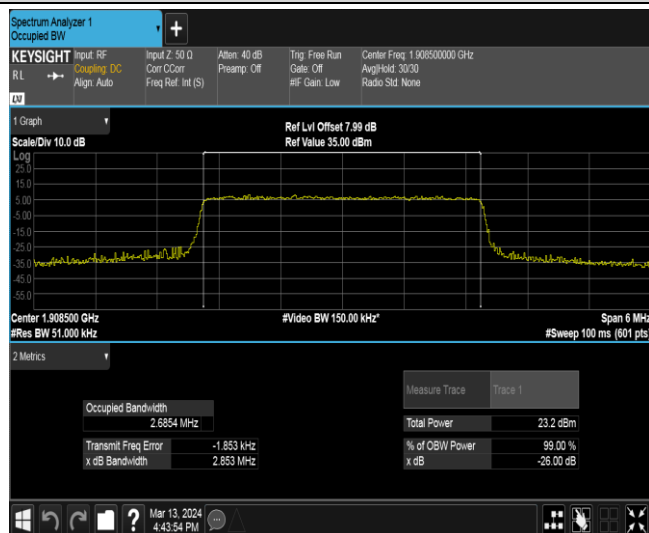 Spectrum Analyzer 1
Occupied BW
+
KEYSIGHT
RL
LXI
Input: RF
Coupling: DC
Align: Auto
Input Z: 50 Ω
Corr CCorr
Freq Ref: Int (S)
Atten: 40 dB
Preamp: Off
Trig: Free Run
Gate: Off
#IF Gain: Low
Center Freq: 1.908500000 GHz
Avg|Hold: 30/30
Radio Std: None
1 Graph
Scale/Div 10.0 dB
Ref Lvl Offset 7.99 dB
Ref Value 35.00 dBm
Log
25.0
15.0
5.00
-5.00
-15.0
-25.0
-35.0
-45.0
-55.0
Center 1.908500 GHz
#Res BW 51.000 kHz
#Video BW 150.00 kHz*
Span 6 MHz
#Sweep 100 ms (601 pts)
2 Metrics
Measure Trace Trace 1
Occupied Bandwidth
2.6854 MHz
Total Power 23.2 dBm
Transmit Freq Error -1.853 kHz
% of OBW Power 99.00 %
x dB Bandwidth 2.853 MHz
x dB -26.00 dB
?
Mar 13, 2024
4:43:54 PM